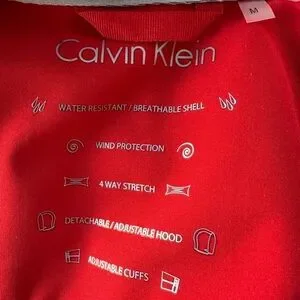 M
Calvin Klein
WATER RESISTANT / BREATHABLE SHELL
WIND PROTECTION
4 WAY STRETCH
DETACHABLE / ADJUSTABLE HOOD
ADJUSTABLE CUFFS